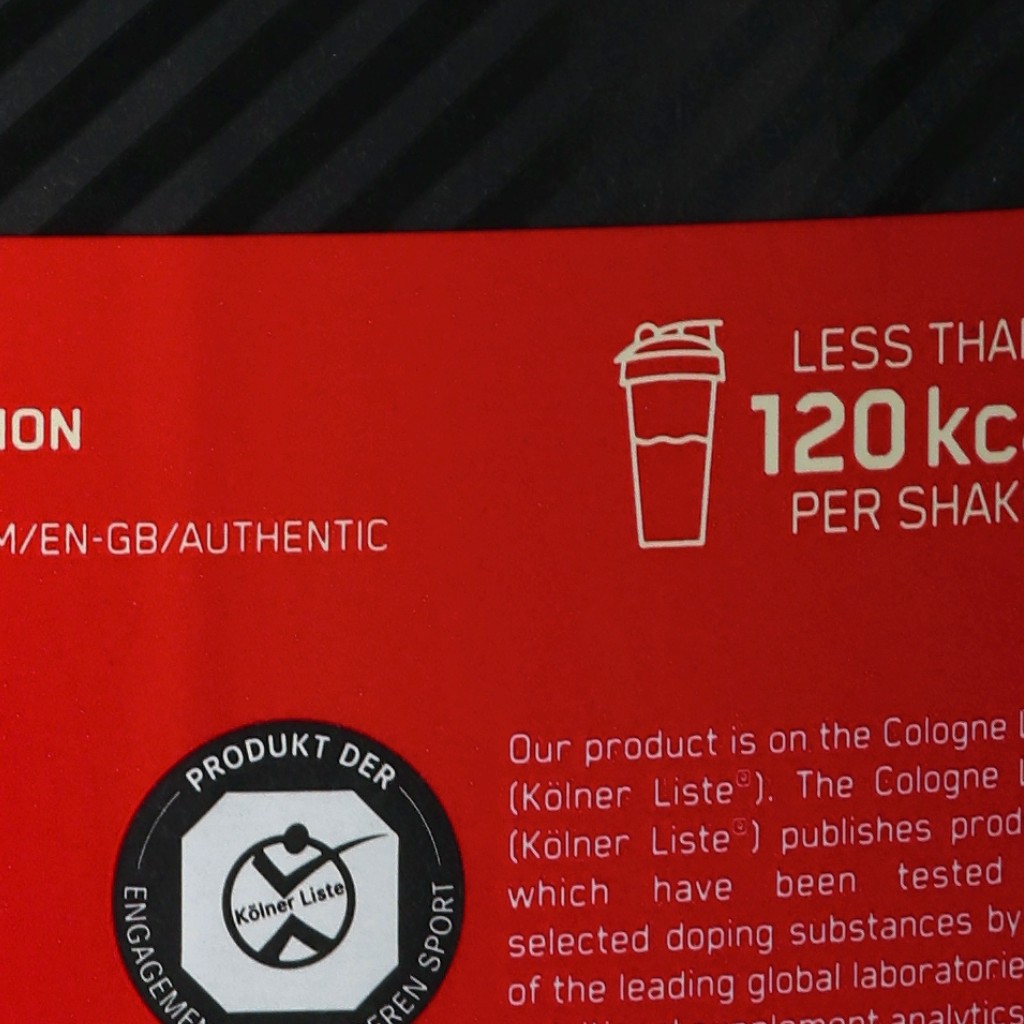 LESS THA
120 kc
PER SHAK
ION
M/EN-GB/AUTHENTIC
PRODUKT DER
Kölner Liste
ENGAGEME
EREN SPORT
Our product is on the Cologne
(Kölner Liste®). The Cologne
(Kölner Liste®) publishes prod
which have been tested
selected doping substances by
of the leading global laboratorie
analytics